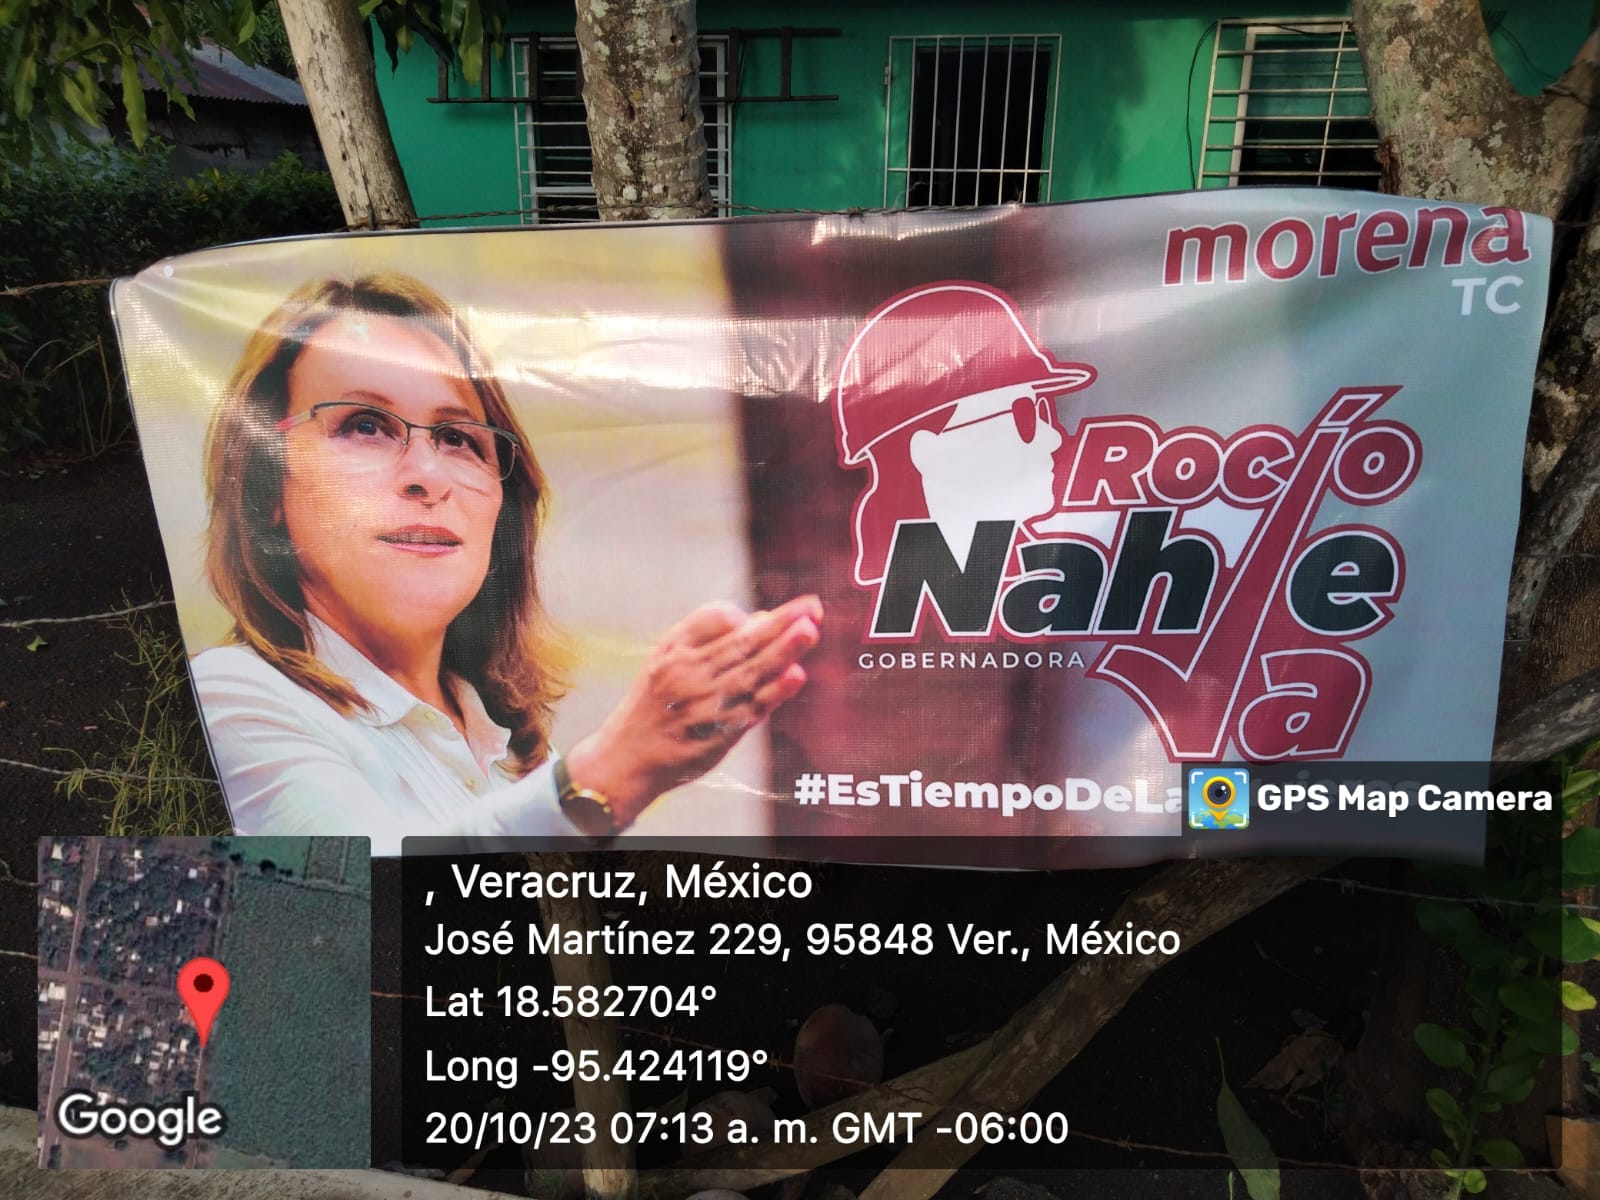 morena
TC
Rocío
Nahle
GOBERNADORA
Va
#EsTiempoDeLa
GPS Map Camera
, Veracruz, México
José Martínez 229, 95848 Ver., México
Lat 18.582704°
Long -95.424119°
20/10/23 07:13 a. m. GMT -06:00
Google